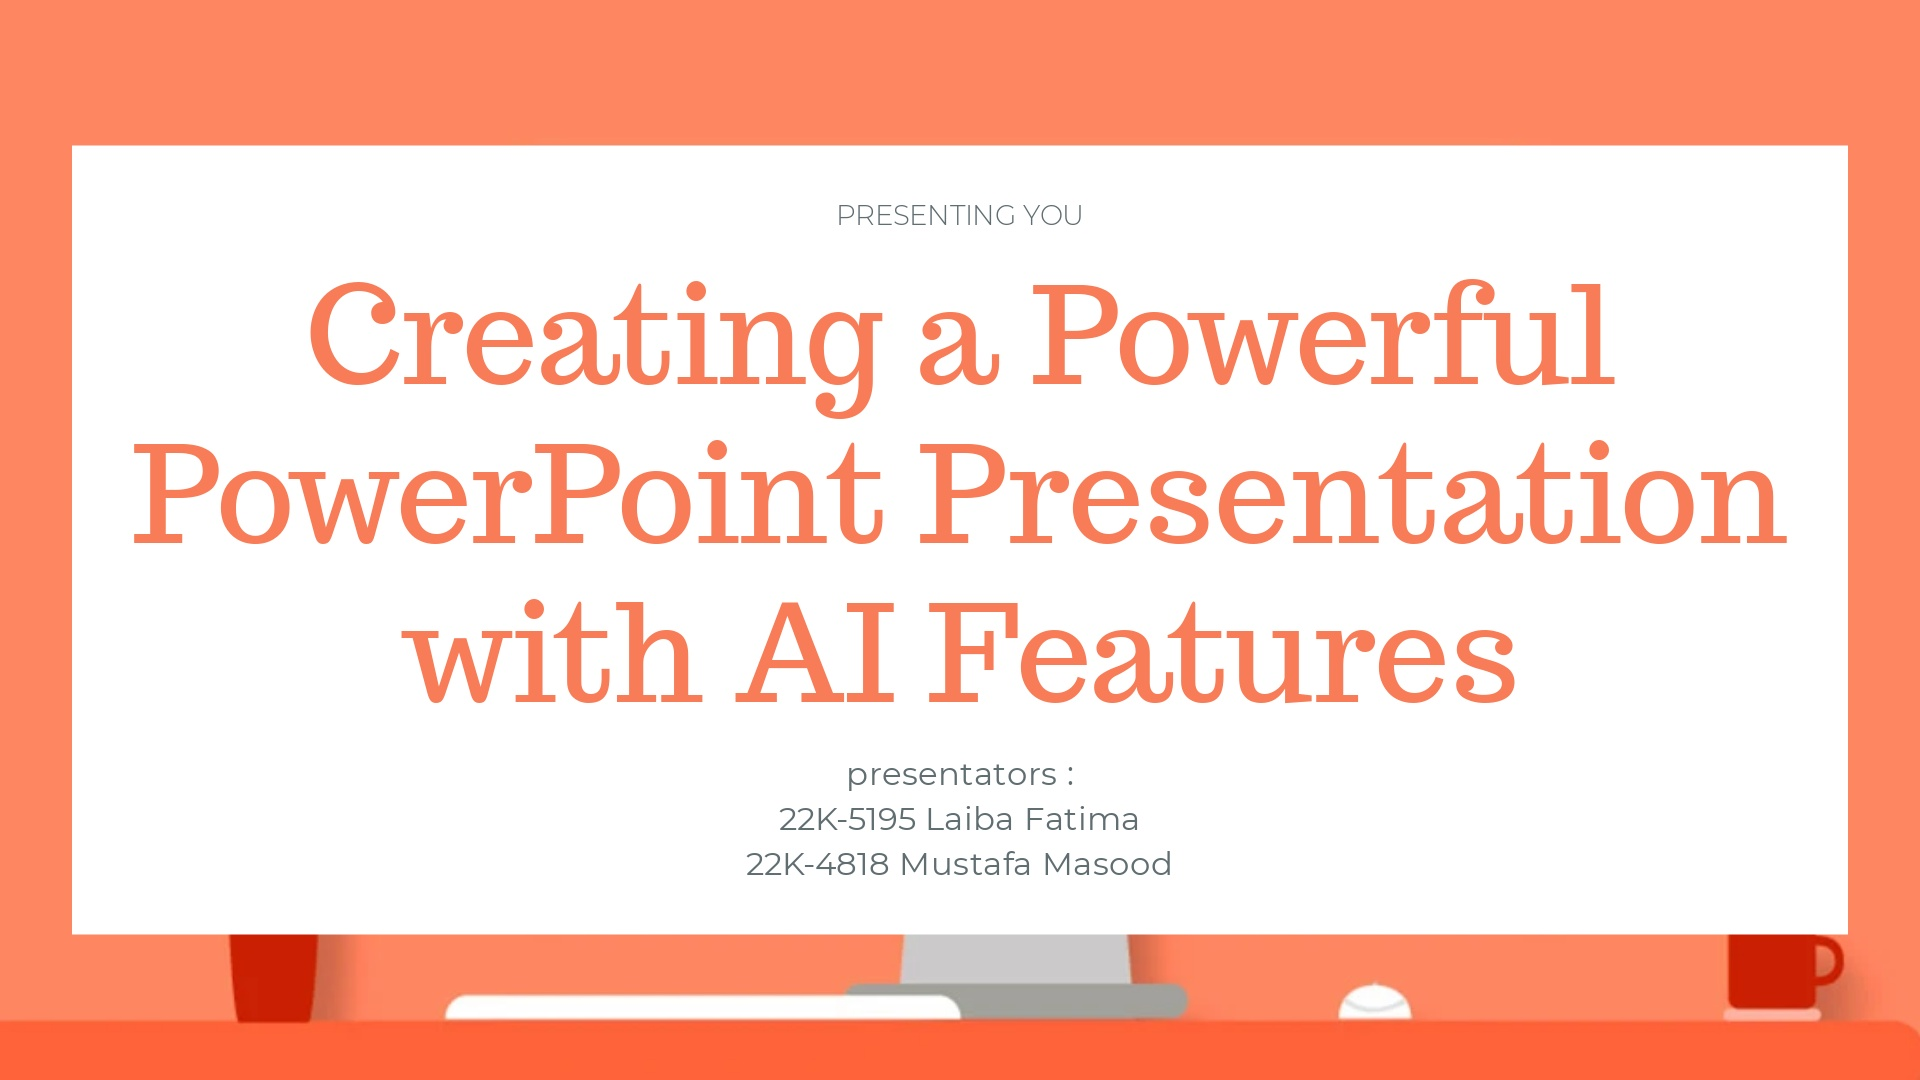 PRESENTING YOU
Creating a Powerful
PowerPoint Presentation
with AI Features
presentators :
22K-5195 Laiba Fatima
22K-4818 Mustafa Masood